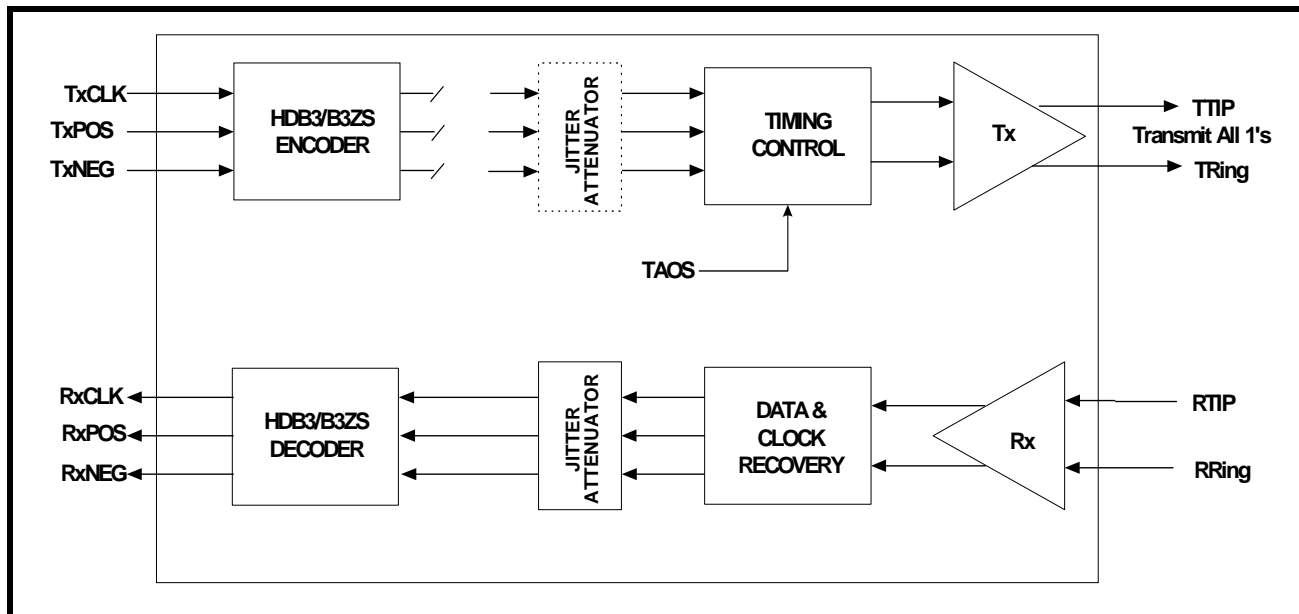 TxCLK
TxPOS
TxNEG
HDB3/B3ZS
ENCODER
JITTER
ATTENUATOR
TIMING
CONTROL
Tx
TTIP
Transmit All 1's
TRing
TAOS
RxCLK
RxPOS
RxNEG
HDB3/B3ZS
DECODER
JITTER
ATTENUATOR
DATA &
CLOCK
RECOVERY
Rx
RTIP
RRing